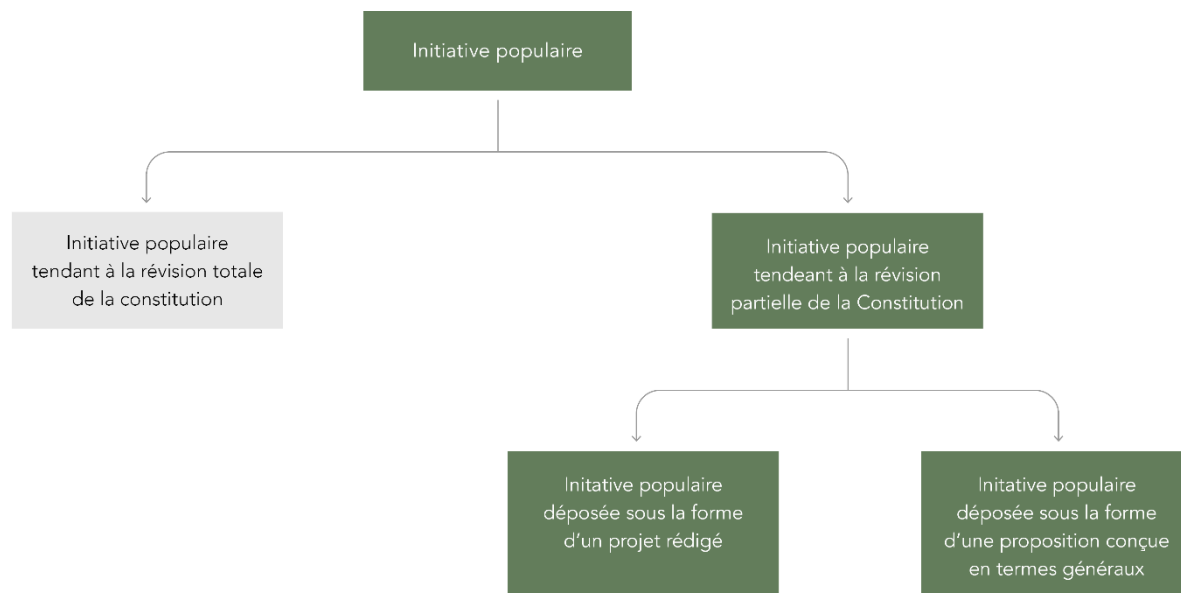 Initiative populaire
Initiative populaire
tendant à la révision totale
de la constitution
Initiative populaire
tendeant à la révision
partielle de la Constitution
Initative populaire
déposée sous la forme
d’un projet rédigé
Initative populaire
déposée sous la forme
d’une proposition conçue
en termes généraux